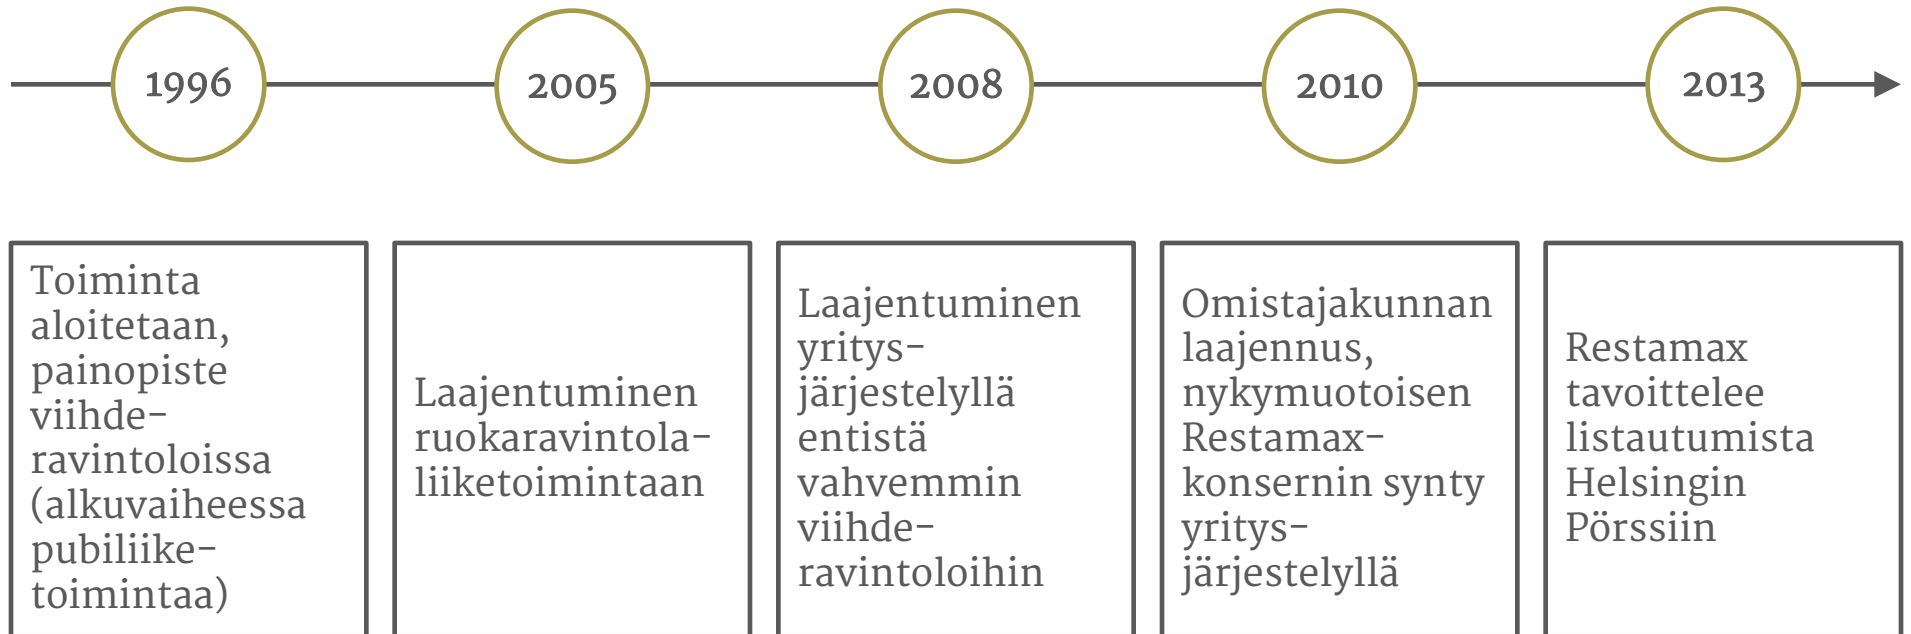 1996
2005
2008
2010
2013
Toiminta
aloitetaan,
painopiste
viihde-
ravintoloissa
(alkuvaiheessa
pubiliike-
toimintaa)
Laajentuminen
ruokaravintola-
liiketoimintaan
Laajentuminen
yritys-
järjestelyllä
entistä
vahvemmin
viihde-
ravintoloihin
Omistajakunnan
laajennus,
nykymuotoisen
Restamax-
konsernin synty
yritys-
järjestelyllä
Restamax
tavoittelee
listautumista
Helsingin
Pörssiin